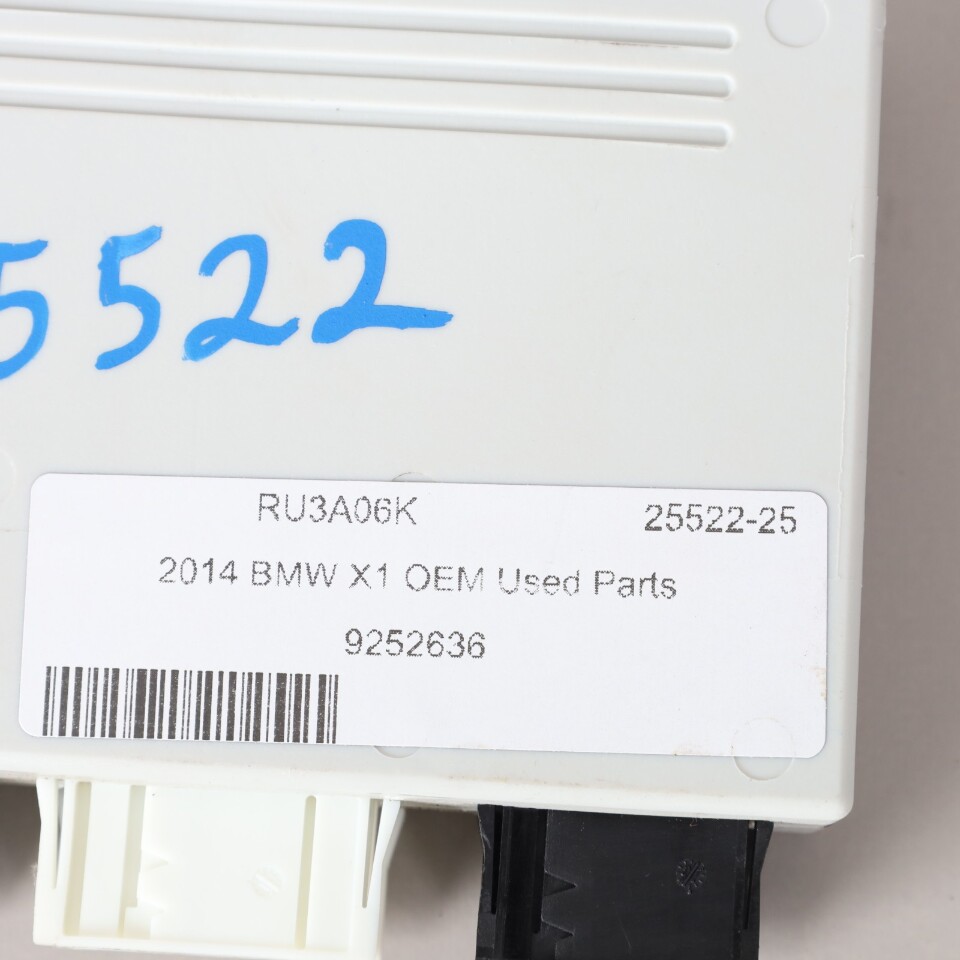 5522
RU3A06K 25522-25
2014 BMW X1 OEM Used Parts
9252636